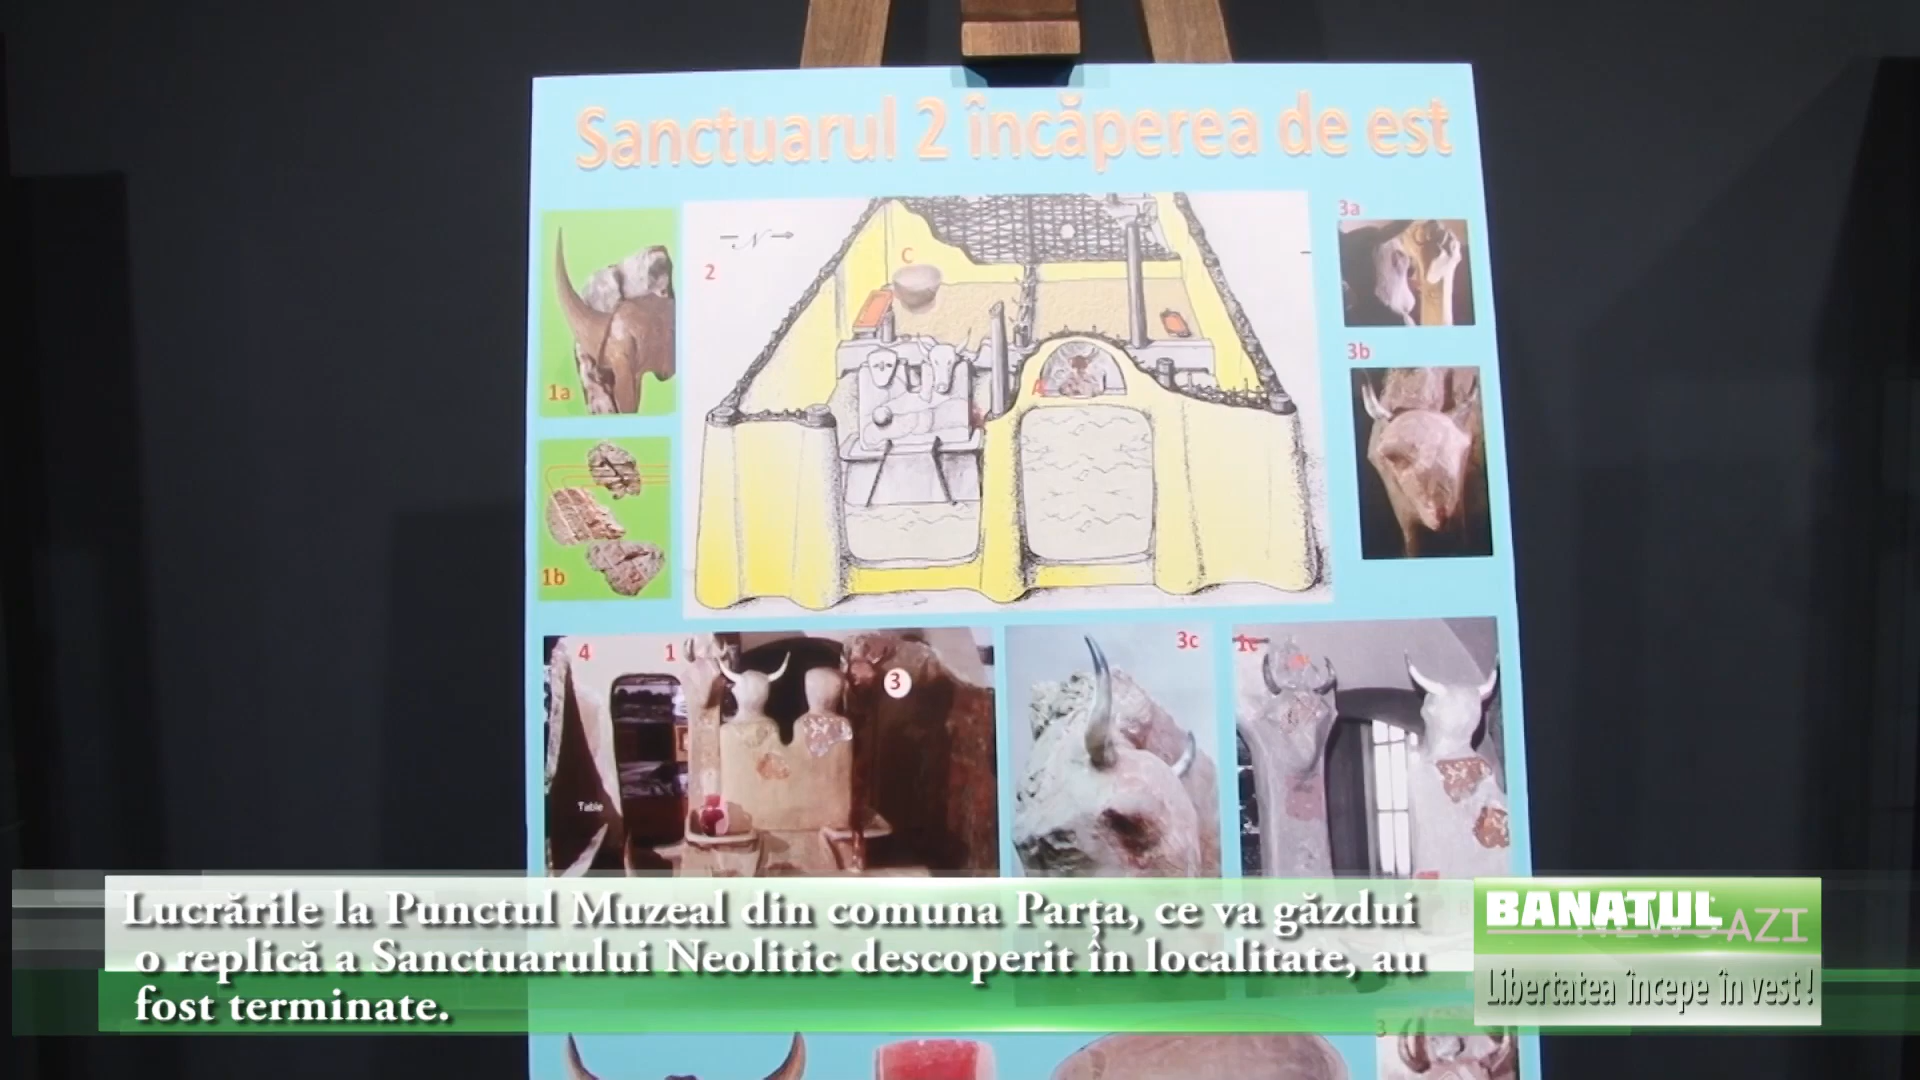 Sanctuarul 2 încăperea de est
3a
N
C
2
3b
A
1a
1b
4
1
3
3c
1c
Table
Lucrările la Punctul Muzeal din comuna Parța, ce va găzdui
o replică a Sanctuarului Neolitic descoperit în localitate, au
fost terminate.
BANATUL
NEWS
AZI
Libertatea începe în vest!
3